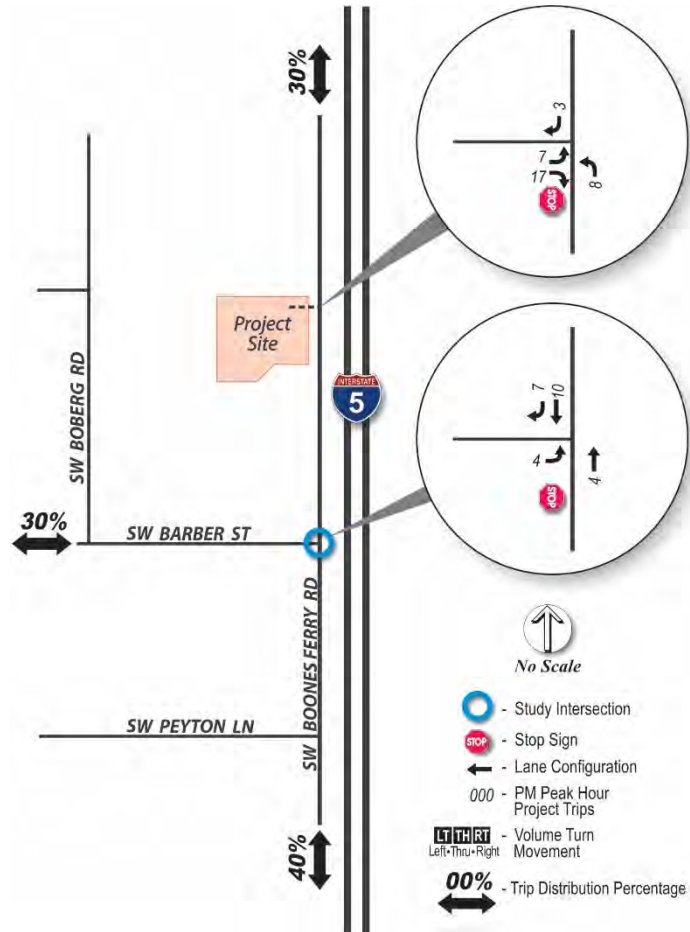 30%
3
7
17
8
STOP
Project
Site
INTERSTATE
5
SW BOBERG RD
7
10
4
4
STOP
30%
SW BARBER ST
SW BOONES FERRY RD
SW PEYTON LN
40%
No Scale
- Study Intersection
STOP - Stop Sign
- Lane Configuration
000 - PM Peak Hour
Project Trips
LT TH RT - Volume Turn
Left•Thru•Right Movement
00% - Trip Distribution Percentage